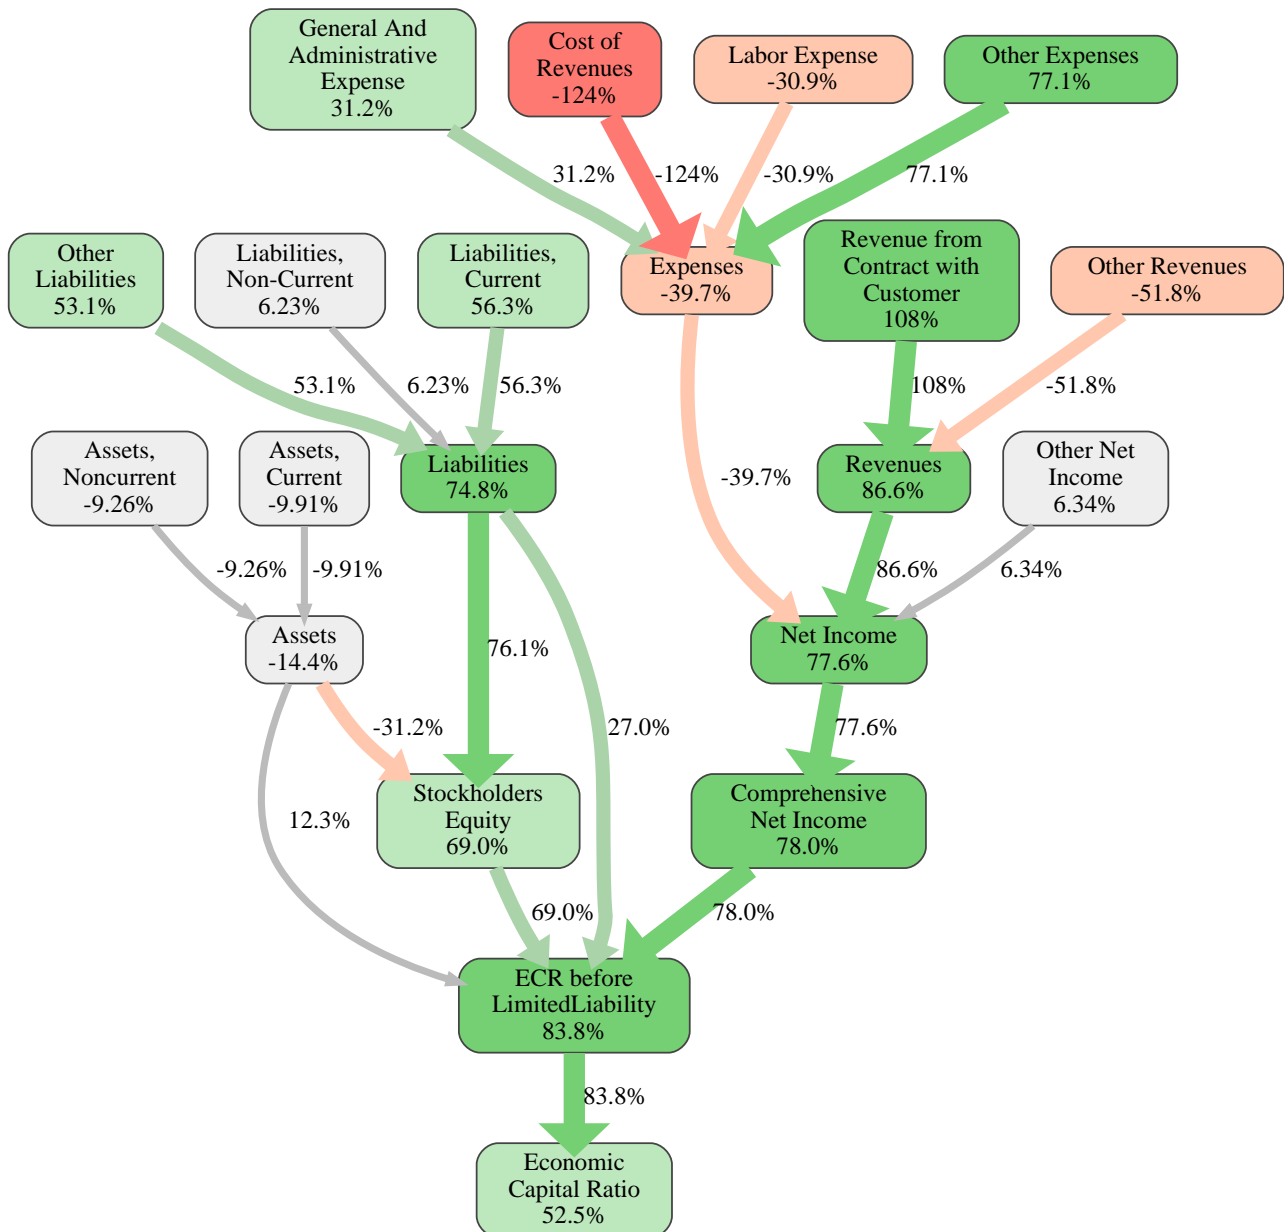 General And
Administrative
Expense
31.2%
Cost of
Revenues
-124%
Labor Expense
-30.9%
Other Expenses
77.1%
31.2%
-124%
-30.9%
77.1%
Other
Liabilities
53.1%
Liabilities,
Non-Current
6.23%
Liabilities,
Current
56.3%
Expenses
-39.7%
Revenue from
Contract with
Customer
108%
Other Revenues
-51.8%
53.1%
6.23%
56.3%
-39.7%
108%
-51.8%
Assets,
Noncurrent
-9.26%
Assets,
Current
-9.91%
Liabilities
74.8%
Revenues
86.6%
Other Net
Income
6.34%
-9.26%
-9.91%
76.1%
27.0%
86.6%
6.34%
Assets
-14.4%
Net Income
77.6%
-31.2%
12.3%
77.6%
Stockholders
Equity
69.0%
Comprehensive
Net Income
78.0%
69.0%
78.0%
ECR before
LimitedLiability
83.8%
83.8%
Economic
Capital Ratio
52.5%